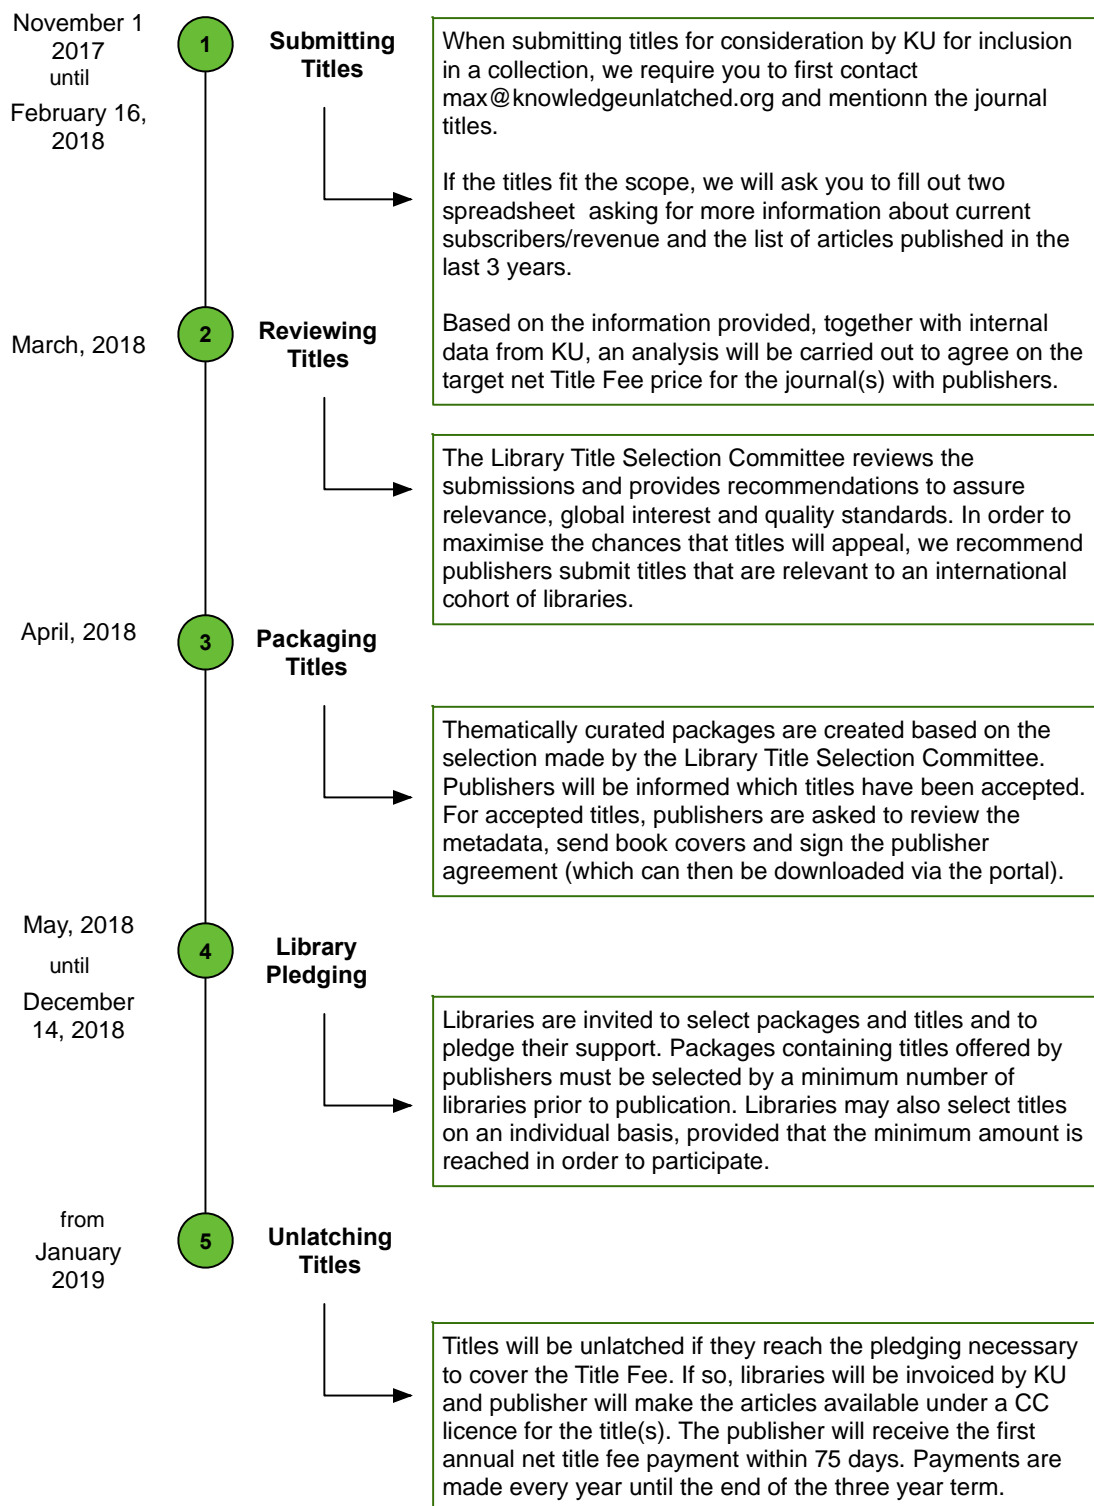 November 1
2017
until
February 16,
2018
1
Submitting
Titles
When submitting titles for consideration by KU for inclusion
in a collection, we require you to first contact
max@knowledgeunlatched.org and mentionn the journal
titles.
If the titles fit the scope, we will ask you to fill out two
spreadsheet  asking for more information about current
subscribers/revenue and the list of articles published in the
last 3 years.
Based on the information provided, together with internal
data from KU, an analysis will be carried out to agree on the
target net Title Fee price for the journal(s) with publishers.
March, 2018
2
Reviewing
Titles
The Library Title Selection Committee reviews the
submissions and provides recommendations to assure
relevance, global interest and quality standards. In order to
maximise the chances that titles will appeal, we recommend
publishers submit titles that are relevant to an international
cohort of libraries.
April, 2018
3
Packaging
Titles
Thematically curated packages are created based on the
selection made by the Library Title Selection Committee.
Publishers will be informed which titles have been accepted.
For accepted titles, publishers are asked to review the
metadata, send book covers and sign the publisher
agreement (which can then be downloaded via the portal).
May, 2018
until
December
14, 2018
4
Library
Pledging
Libraries are invited to select packages and titles and to
pledge their support. Packages containing titles offered by
publishers must be selected by a minimum number of
libraries prior to publication. Libraries may also select titles
on an individual basis, provided that the minimum amount is
reached in order to participate.
from
January
2019
5
Unlatching
Titles
Titles will be unlatched if they reach the pledging necessary
to cover the Title Fee. If so, libraries will be invoiced by KU
and publisher will make the articles available under a CC
licence for the title(s). The publisher will receive the first
annual net title fee payment within 75 days. Payments are
made every year until the end of the three year term.